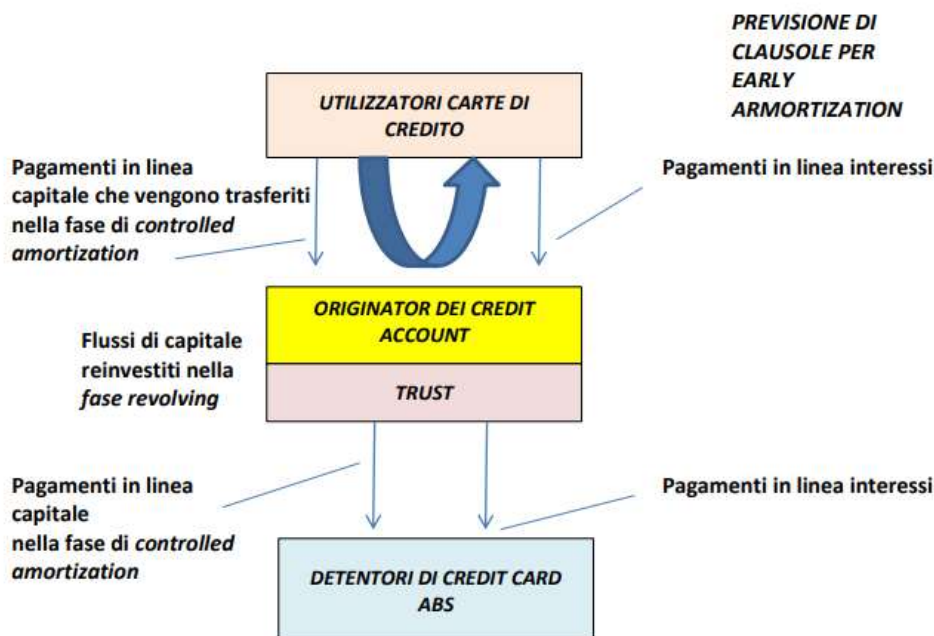 PREVISIONE DI
CLAUSOLE PER
EARLY
ARMORTIZATION
UTILIZZATORI CARTE DI
CREDITO
Pagamenti in linea
capitale che vengono trasferiti
nella fase di controlled
amortization
Pagamenti in linea interessi
ORIGINATOR DEI CREDIT
ACCOUNT
Flussi di capitale
reinvestiti nella
fase revolving
TRUST
Pagamenti in linea
capitale
nella fase di controlled
amortization
Pagamenti in linea interessi
DETENTORI DI CREDIT CARD
ABS